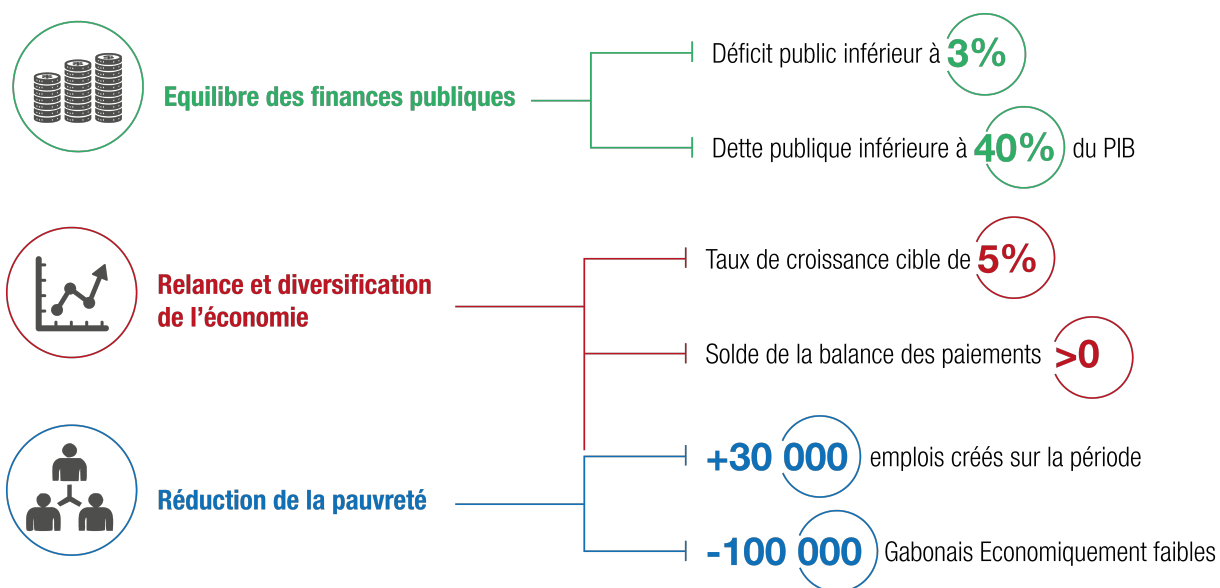 Equilibre des finances publiques
Déficit public inférieur à 3%
Dette publique inférieure à 40% du PIB
Relance et diversification
de l’économie
Taux de croissance cible de 5%
Solde de la balance des paiements >0
Réduction de la pauvreté
+30 000 emplois créés sur la période
-100 000 Gabonais Economiquement faibles